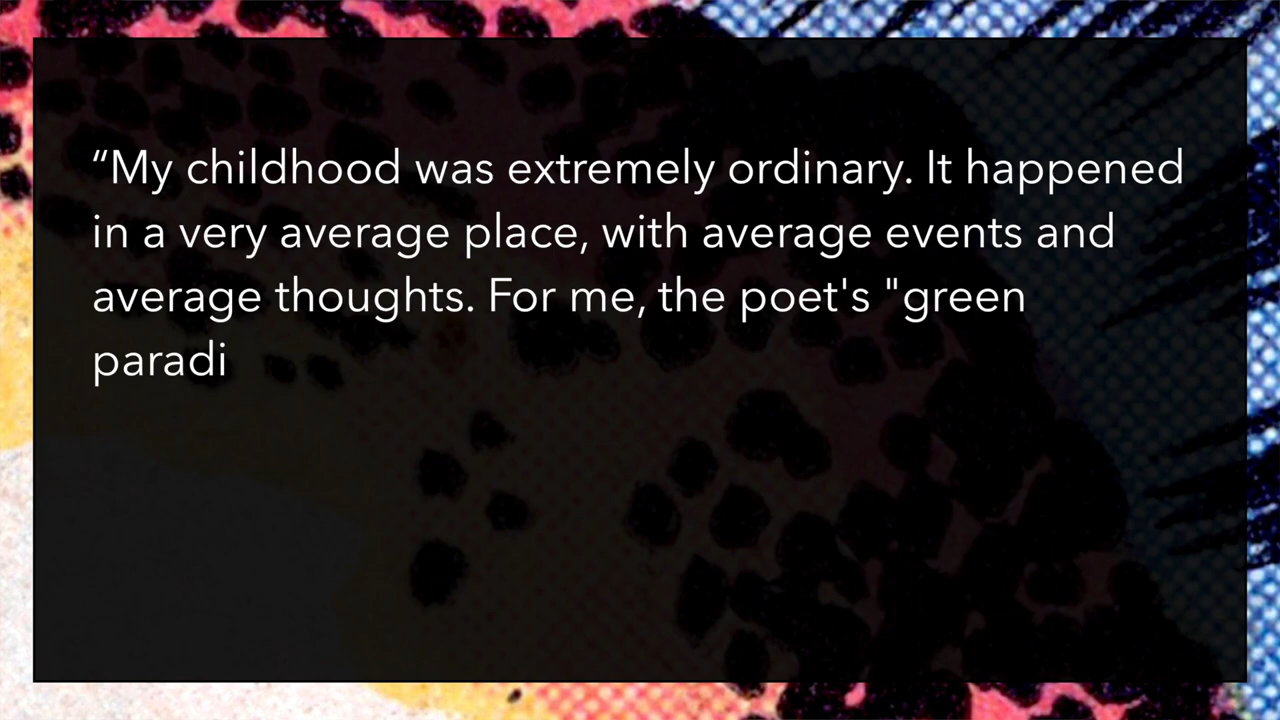 “My childhood was extremely ordinary. It happened
in a very average place, with average events and
average thoughts. For me, the poet's "green
paradi